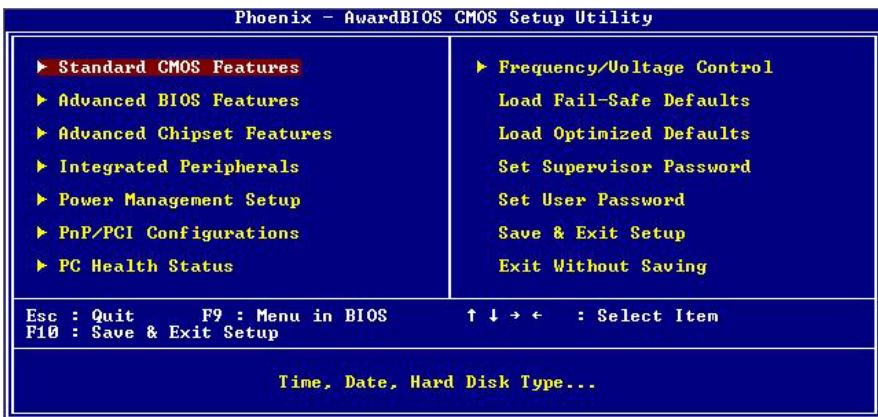 Phoenix - AwardBIOS CMOS Setup Utility
▶ Standard CMOS Features
▶ Advanced BIOS Features
▶ Advanced Chipset Features
▶ Integrated Peripherals
▶ Power Management Setup
▶ PnP/PCI Configurations
▶ PC Health Status
▶ Frequency/Voltage Control
Load Fail-Safe Defaults
Load Optimized Defaults
Set Supervisor Password
Set User Password
Save & Exit Setup
Exit Without Saving
Esc : Quit F9 : Menu in BIOS ↑ ↓ → ← : Select Item
F10 : Save & Exit Setup
Time, Date, Hard Disk Type...